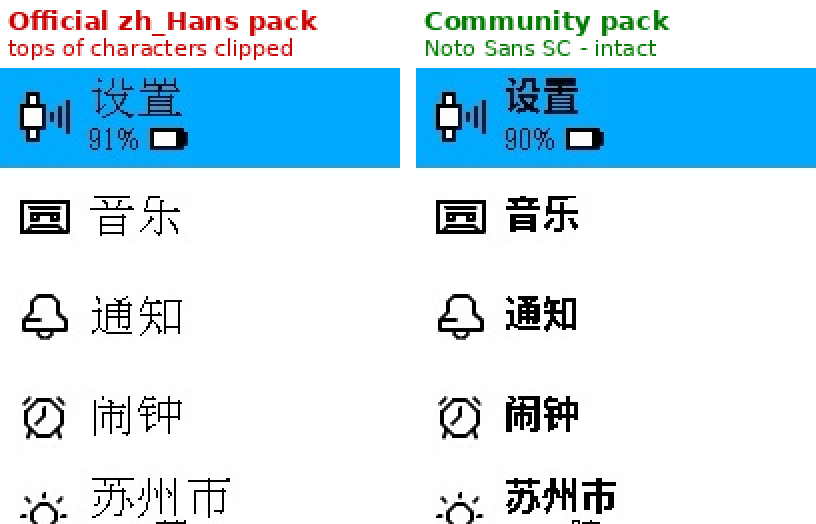 Official zh_Hans pack
tops of characters clipped
设置
91%
音乐
通知
闹钟
苏州市
Community pack
Noto Sans SC - intact
设置
90%
音乐
通知
闹钟
苏州市